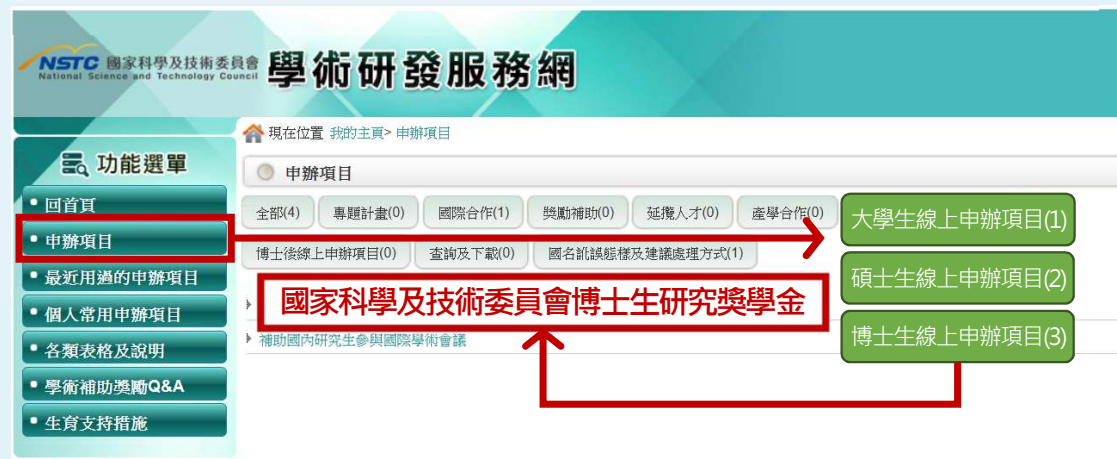 NSTC 國家科學及技術委員會
National Science and Technology Council
學術研發服務網
現在位置 我的主頁> 申辦項目
功能選單
回首頁
申辦項目
最近用過的申辦項目
個人常用申辦項目
各類表格及說明
學術補助獎勵Q&A
生育支持措施
申辦項目
全部(4) 專題計畫(0) 國際合作(1) 獎勵補助(0) 延攬人才(0) 產學合作(0)
大學生線上申辦項目(1)
博士後線上申辦項目(0) 查詢及下載(0) 國名訛誤態樣及建議處理方式(1)
碩士生線上申辦項目(2)
國家科學及技術委員會博士生研究獎學金
博士生線上申辦項目(3)
補助國內研究生參與國際學術會議